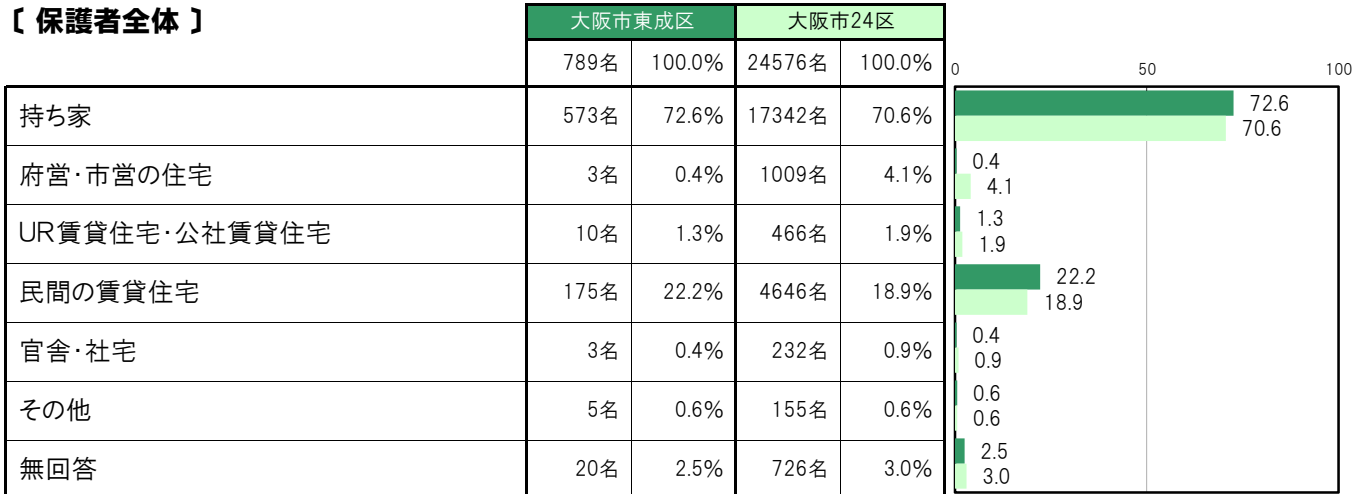 〔 保護者全体 〕
大阪市東成区 大阪市24区
789名 100.0% 24576名 100.0%
0 50 100
持ち家 573名 72.6% 17342名 70.6% 72.6
70.6
府営・市営の住宅 3名 0.4% 1009名 4.1% 0.4
4.1
UR賃貸住宅・公社賃貸住宅 10名 1.3% 466名 1.9% 1.3
1.9
民間の賃貸住宅 175名 22.2% 4646名 18.9% 22.2
18.9
官舎・社宅 3名 0.4% 232名 0.9% 0.4
0.9
その他 5名 0.6% 155名 0.6% 0.6
0.6
無回答 20名 2.5% 726名 3.0% 2.5
3.0